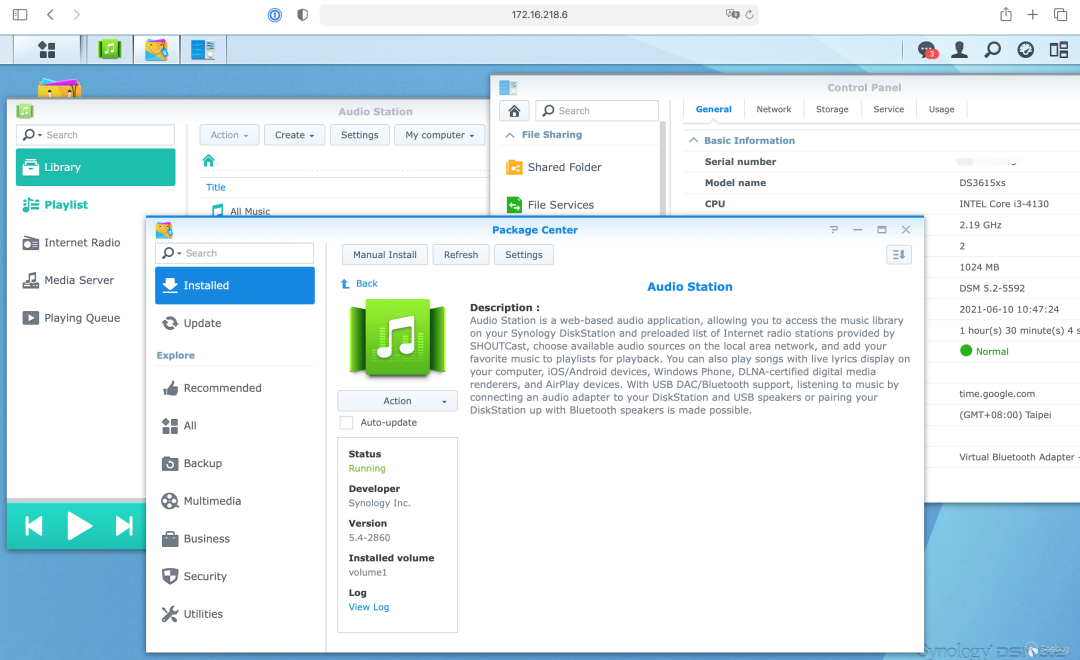 172.16.218.6
3
Audio Station
Search
Library
Playlist
Internet Radio
Media Server
Playing Queue
Action
Create
Settings
My computer
Title
All Music
Control Panel
Search
File Sharing
Shared Folder
File Services
General
Network
Storage
Service
Usage
Basic Information
Serial number
Model name
DS3615xs
CPU
INTEL Core i3-4130
2.19 GHz
2
1024 MB
DSM 5.2-5592
2021-06-10 10:47:24
1 hour(s) 30 minute(s) 4 s
Normal
time.google.com
(GMT+08:00) Taipei
Virtual Bluetooth Adapter -
Package Center
Search
Installed
Update
Explore
Recommended
All
Backup
Multimedia
Business
Security
Utilities
Manual Install
Refresh
Settings
Back
Audio Station
Description :
Audio Station is a web-based audio application, allowing you to access the music library
on your Synology DiskStation and preloaded list of Internet radio stations provided by
SHOUTCast, choose available audio sources on the local area network, and add your
favorite music to playlists for playback. You can also play songs with live lyrics display on
your computer, iOS/Android devices, Windows Phone, DLNA-certified digital media
renderers, and AirPlay devices. With USB DAC/Bluetooth support, listening to music by
connecting an audio adapter to your DiskStation and USB speakers or pairing your
DiskStation up with Bluetooth speakers is made possible.
Action
Auto-update
Status
Running
Developer
Synology Inc.
Version
5.4-2860
Installed volume
volume1
Log
View Log
Synology